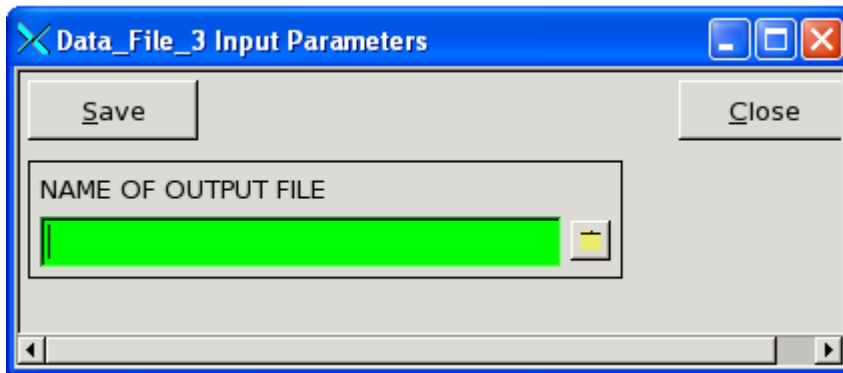 Data_File_3 Input Parameters
Save
Close
NAME OF OUTPUT FILE